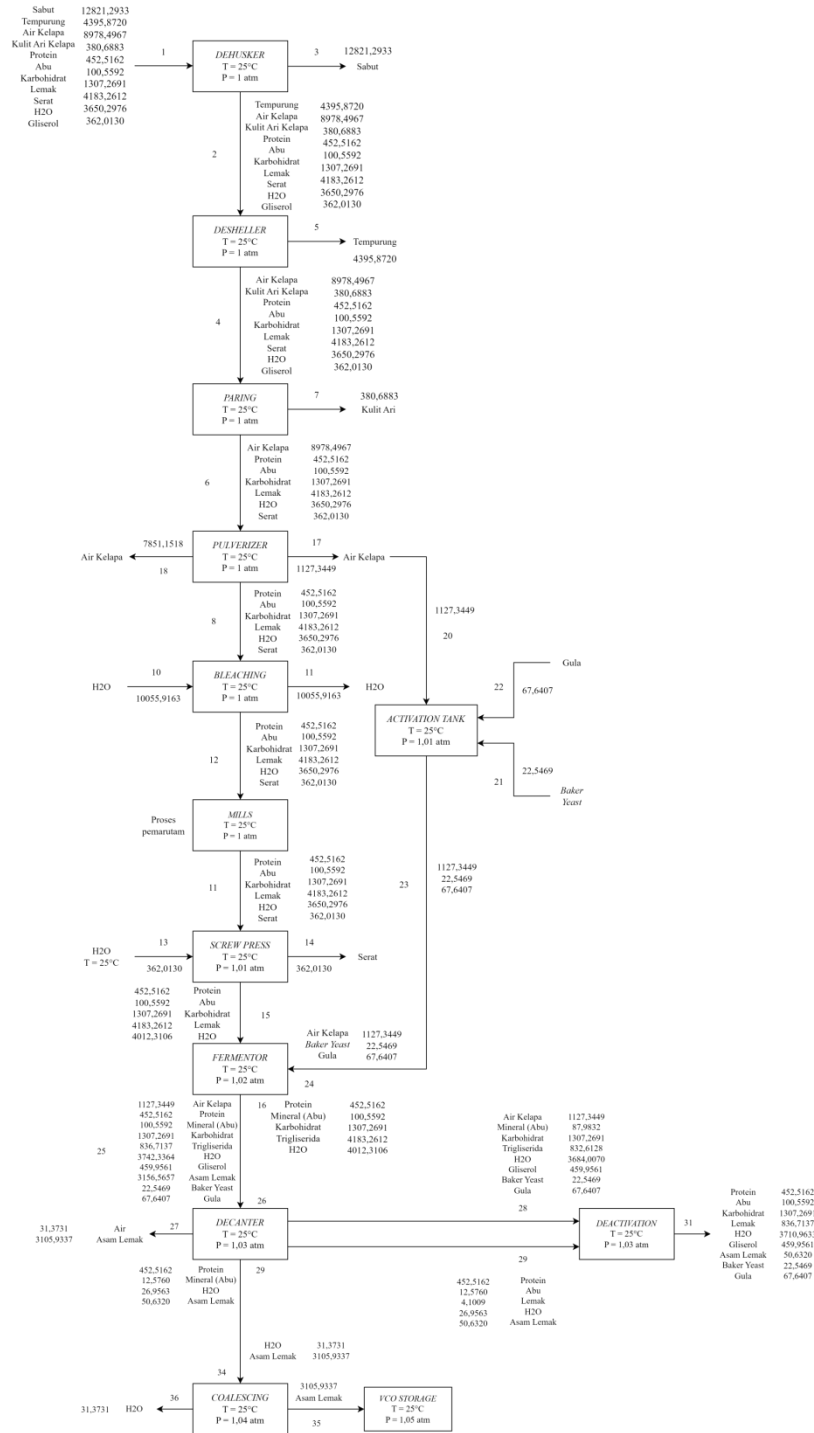 Sabut 12821,2933
Tempurung 4395,8720
Air Kelapa 8978,4967
Kulit Ari Kelapa 380,6883
Protein 452,5162
Abu 100,5592
Karbohidrat 1307,2691
Lemak 4183,2612
Serat 3650,2976
H2O 362,0130
Gliserol
1
DEHUSKER
T = 25°C
P = 1 atm
3
12821,2933
Sabut
2
Tempurung 4395,8720
Air Kelapa 8978,4967
Kulit Ari Kelapa 380,6883
Protein 452,5162
Abu 100,5592
Karbohidrat 1307,2691
Lemak 4183,2612
Serat 3650,2976
H2O 362,0130
Gliserol
DESHELLER
T = 25°C
P = 1 atm
5
Tempurung
4395,8720
4
Air Kelapa 8978,4967
Kulit Ari Kelapa 380,6883
Protein 452,5162
Abu 100,5592
Karbohidrat 1307,2691
Lemak 4183,2612
Serat 3650,2976
H2O 362,0130
Gliserol
PARING
T = 25°C
P = 1 atm
7
380,6883
Kulit Ari
6
Air Kelapa 8978,4967
Protein 452,5162
Abu 100,5592
Karbohidrat 1307,2691
Lemak 4183,2612
H2O 3650,2976
Serat 362,0130
7851,1518
Air Kelapa
18
PULVERIZER
T = 25°C
P = 1 atm
17
1127,3449
Air Kelapa
1127,3449
20
8
Protein 452,5162
Abu 100,5592
Karbohidrat 1307,2691
Lemak 4183,2612
H2O 3650,2976
Serat 362,0130
H2O
10
10055,9163
BLEACHING
T = 25°C
P = 1 atm
11
10055,9163
H2O
Gula
22
67,6407
ACTIVATION TANK
T = 25°C
P = 1,01 atm
22,5469
21
Baker
Yeast
12
Protein 452,5162
Abu 100,5592
Karbohidrat 1307,2691
Lemak 4183,2612
H2O 3650,2976
Serat 362,0130
Proses
pemarutam
MILLS
T = 25°C
P = 1 atm
11
Protein 452,5162
Abu 100,5592
Karbohidrat 1307,2691
Lemak 4183,2612
H2O 3650,2976
Serat 362,0130
23
1127,3449
22,5469
67,6407
H2O
T = 25°C
13
362,0130
SCREW PRESS
T = 25°C
P = 1,01 atm
14
362,0130
Serat
452,5162 Protein
100,5592 Abu
1307,2691 Karbohidrat
4183,2612 Lemak
4012,3106 H2O
15
FERMENTOR
T = 25°C
P = 1,02 atm
Air Kelapa 1127,3449
Baker Yeast 22,5469
Gula 67,6407
24
25
1127,3449 Air Kelapa
452,5162 Protein
100,5592 Mineral (Abu)
1307,2691 Karbohidrat
836,7137 Trigliserida
3742,3364 H2O
459,9561 Gliserol
3156,5657 Asam Lemak
22,5469 Baker Yeast
67,6407 Gula
16
Protein 452,5162
Mineral (Abu) 100,5592
Karbohidrat 1307,2691
Trigliserida 4183,2612
H2O 4012,3106
26
Air Kelapa 1127,3449
Mineral (Abu) 87,9832
Karbohidrat 1307,2691
Trigliserida 832,6128
H2O 3684,0070
Gliserol 459,9561
Baker Yeast 22,5469
Gula 67,6407
31,3731 Air
3105,9337 Asam Lemak
27
DECANTER
T = 25°C
P = 1,03 atm
28
29
DEACTIVATION
T = 25°C
P = 1,03 atm
31
Protein 452,5162
Abu 100,5592
Karbohidrat 1307,2691
Lemak 836,7137
H2O 3710,9633
Gliserol 459,9561
Asam Lemak 50,6320
Baker Yeast 22,5469
Gula 67,6407
29
452,5162 Protein
12,5760 Mineral (Abu)
26,9563 H2O
50,6320 Asam Lemak
452,5162 Protein
12,5760 Abu
4,1009 Lemak
26,9563 H2O
50,6320 Asam Lemak
H2O 31,3731
Asam Lemak 3105,9337
34
31,3731 H2O
36
COALESCING
T = 25°C
P = 1,04 atm
3105,9337
Asam Lemak
35
VCO STORAGE
T = 25°C
P = 1,05 atm